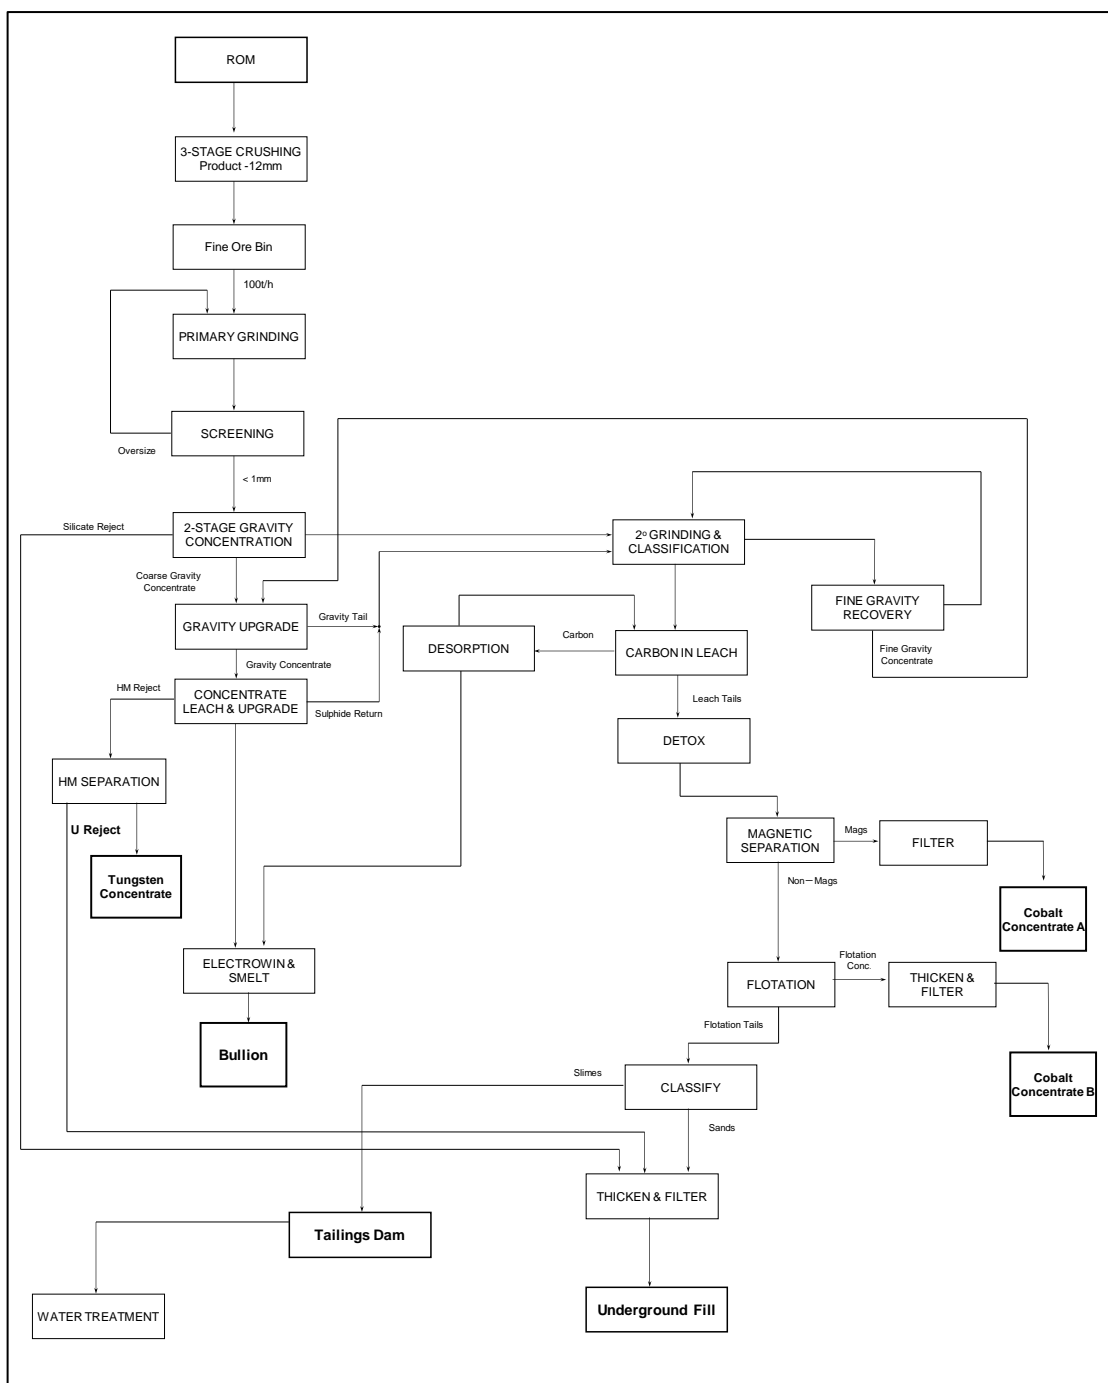 ROM
3-STAGE CRUSHING
Product -12mm
Fine Ore Bin
100t/h
PRIMARY GRINDING
SCREENING
Oversize
< 1mm
Silicate Reject
2-STAGE GRAVITY
CONCENTRATION
2º GRINDING &
CLASSIFICATION
Coarse Gravity
Concentrate
FINE GRAVITY
RECOVERY
GRAVITY UPGRADE
Gravity Tail
DESORPTION
Carbon
CARBON IN LEACH
Fine Gravity
Concentrate
Gravity Concentrate
HM Reject
CONCENTRATE
LEACH & UPGRADE
Sulphide Return
Leach Tails
DETOX
HM SEPARATION
U Reject
MAGNETIC
SEPARATION
Mags
FILTER
Tungsten
Concentrate
Non-Mags
Cobalt
Concentrate A
ELECTROWIN &
SMELT
Flotation
Conc.
FLOTATION
THICKEN &
FILTER
Flotation Tails
Bullion
Slimes
CLASSIFY
Cobalt
Concentrate B
Sands
THICKEN & FILTER
Tailings Dam
WATER TREATMENT
Underground Fill